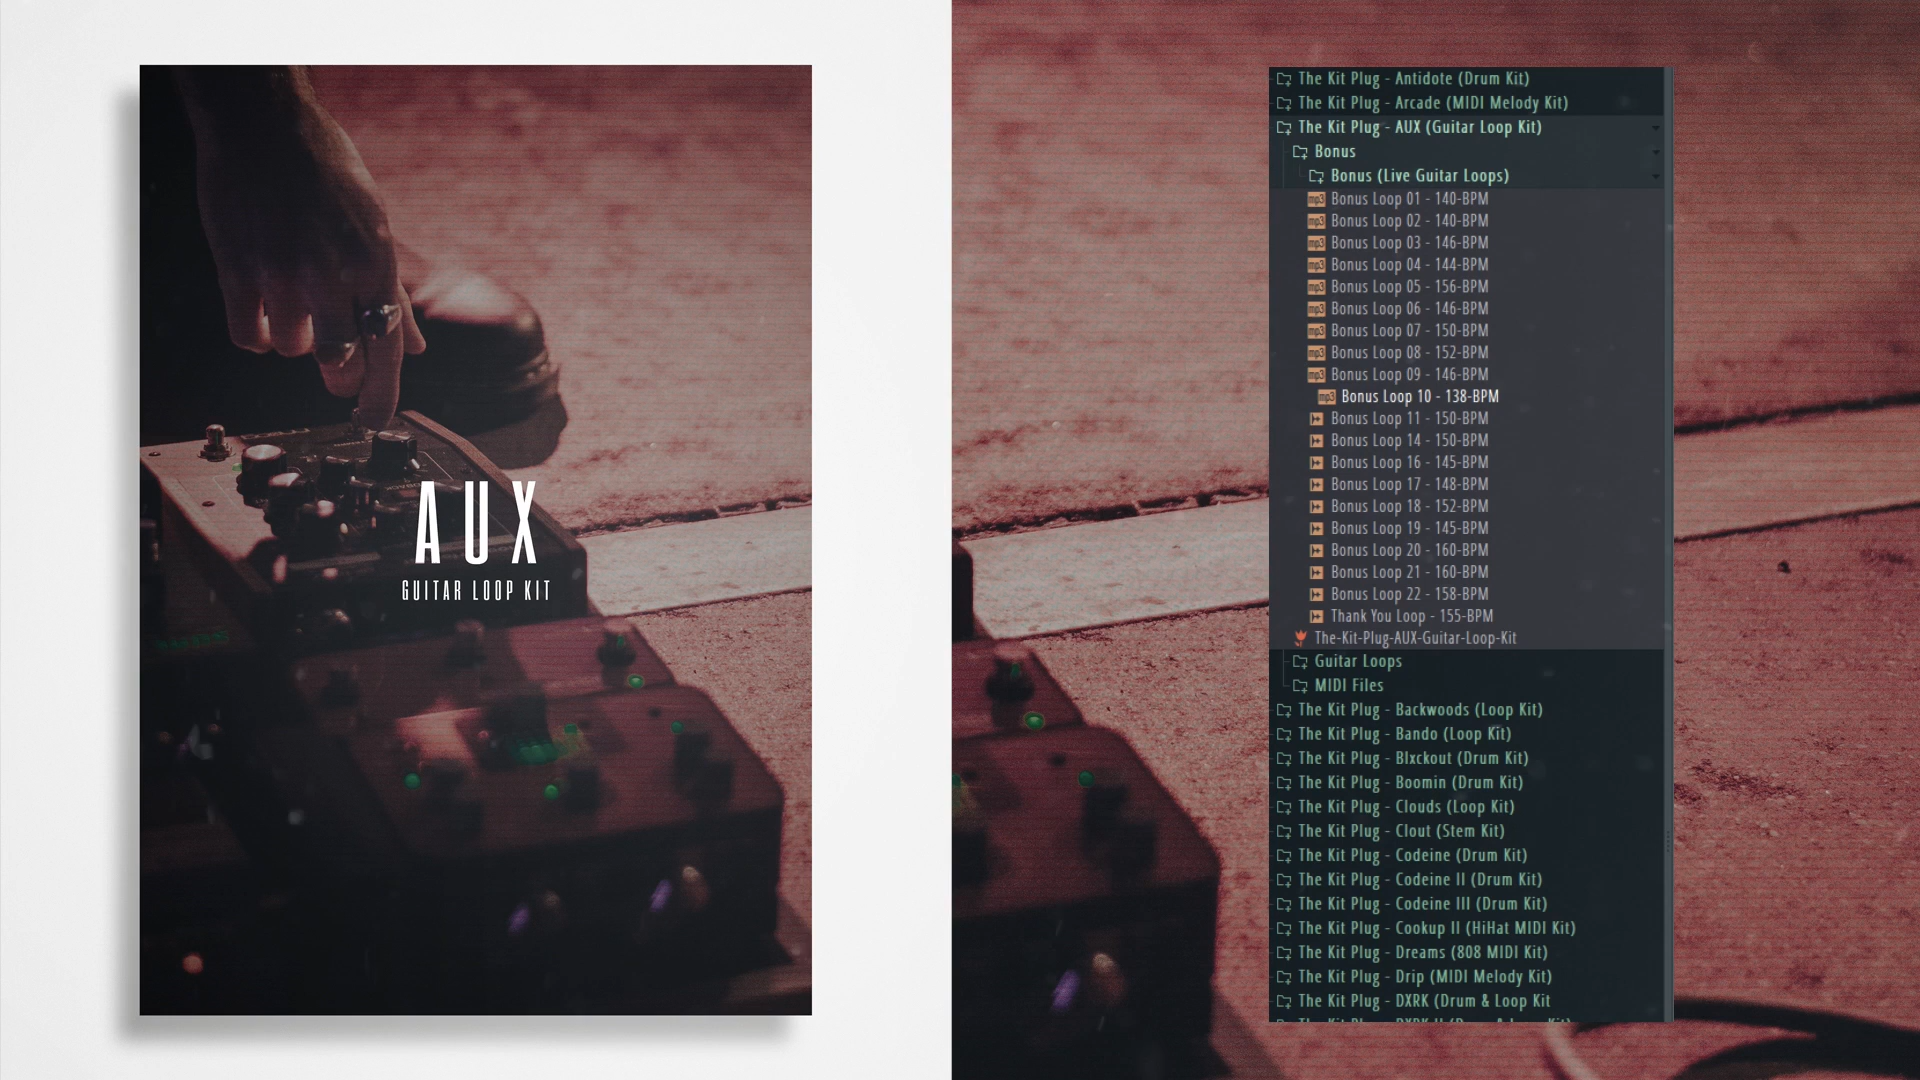 AUX
GUITAR LOOP KIT
The Kit Plug - Antidote (Drum Kit)
The Kit Plug - Arcade (MIDI Melody Kit)
The Kit Plug - AUX (Guitar Loop Kit)
Bonus
Bonus (Live Guitar Loops)
mp3 Bonus Loop 01 - 140-BPM
mp3 Bonus Loop 02 - 140-BPM
mp3 Bonus Loop 03 - 146-BPM
mp3 Bonus Loop 04 - 144-BPM
mp3 Bonus Loop 05 - 156-BPM
mp3 Bonus Loop 06 - 146-BPM
mp3 Bonus Loop 07 - 150-BPM
mp3 Bonus Loop 08 - 152-BPM
mp3 Bonus Loop 09 - 146-BPM
mp3 Bonus Loop 10 - 138-BPM
Bonus Loop 11 - 150-BPM
Bonus Loop 14 - 150-BPM
Bonus Loop 16 - 145-BPM
Bonus Loop 17 - 148-BPM
Bonus Loop 18 - 152-BPM
Bonus Loop 19 - 145-BPM
Bonus Loop 20 - 160-BPM
Bonus Loop 21 - 160-BPM
Bonus Loop 22 - 158-BPM
Thank You Loop - 155-BPM
The-Kit-Plug-AUX-Guitar-Loop-Kit
Guitar Loops
MIDI Files
The Kit Plug - Backwoods (Loop Kit)
The Kit Plug - Bando (Loop Kit)
The Kit Plug - Blxckout (Drum Kit)
The Kit Plug - Boomin (Drum Kit)
The Kit Plug - Clouds (Loop Kit)
The Kit Plug - Clout (Stem Kit)
The Kit Plug - Codeine (Drum Kit)
The Kit Plug - Codeine II (Drum Kit)
The Kit Plug - Codeine III (Drum Kit)
The Kit Plug - Cookup II (HiHat MIDI Kit)
The Kit Plug - Dreams (808 MIDI Kit)
The Kit Plug - Drip (MIDI Melody Kit)
The Kit Plug - DXRK (Drum & Loop Kit